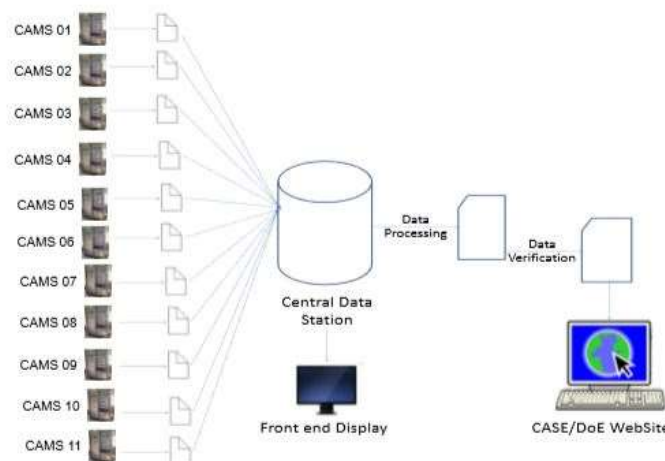 CAMS 01
CAMS 02
CAMS 03
CAMS 04
CAMS 05
CAMS 06
CAMS 07
CAMS 08
CAMS 09
CAMS 10
CAMS 11
Central Data
Station
Front end Display
Data
Processing
Data
Verification
CASE/DoE WebSite